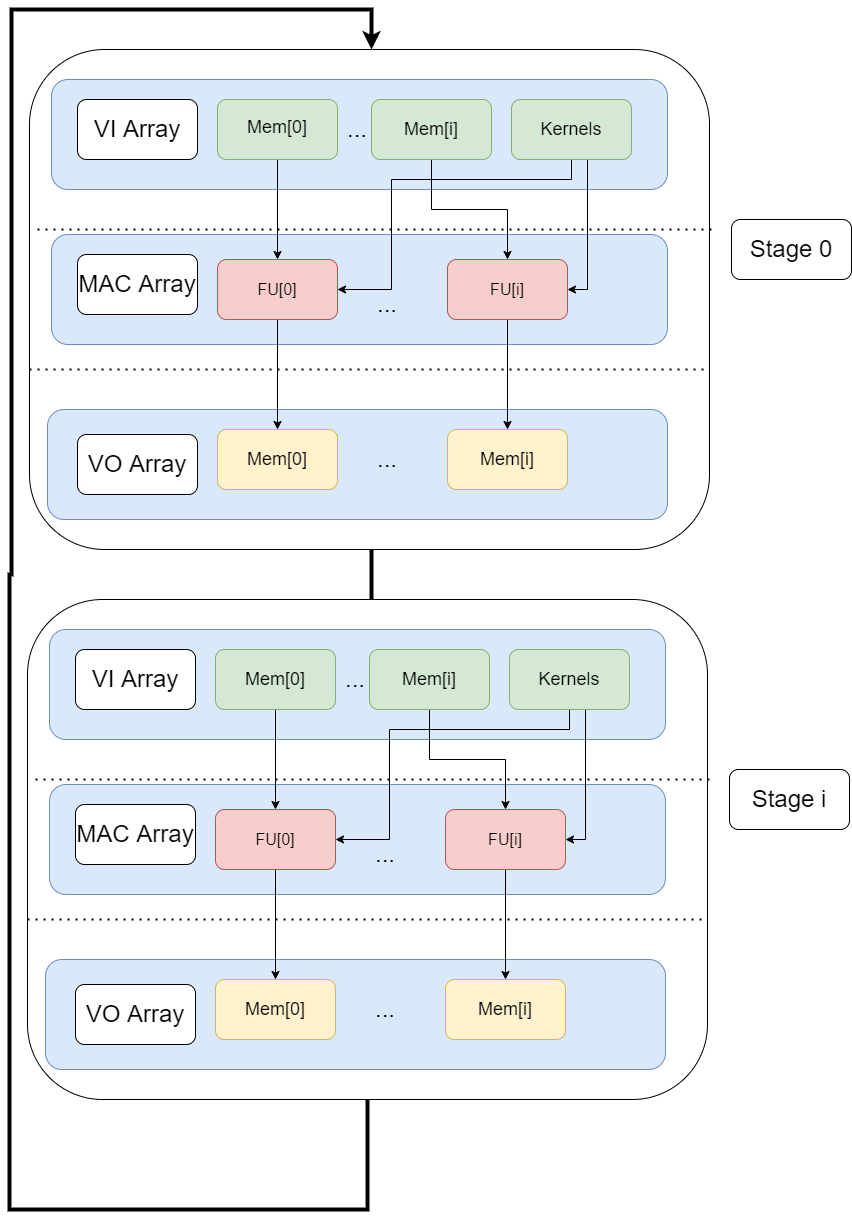 VI Array
Mem[0]
...
Mem[i]
Kernels
Stage 0
MAC Array
FU[0]
...
FU[i]
VO Array
Mem[0]
...
Mem[i]
VI Array
Mem[0]
...
Mem[i]
Kernels
Stage i
MAC Array
FU[0]
...
FU[i]
VO Array
Mem[0]
...
Mem[i]